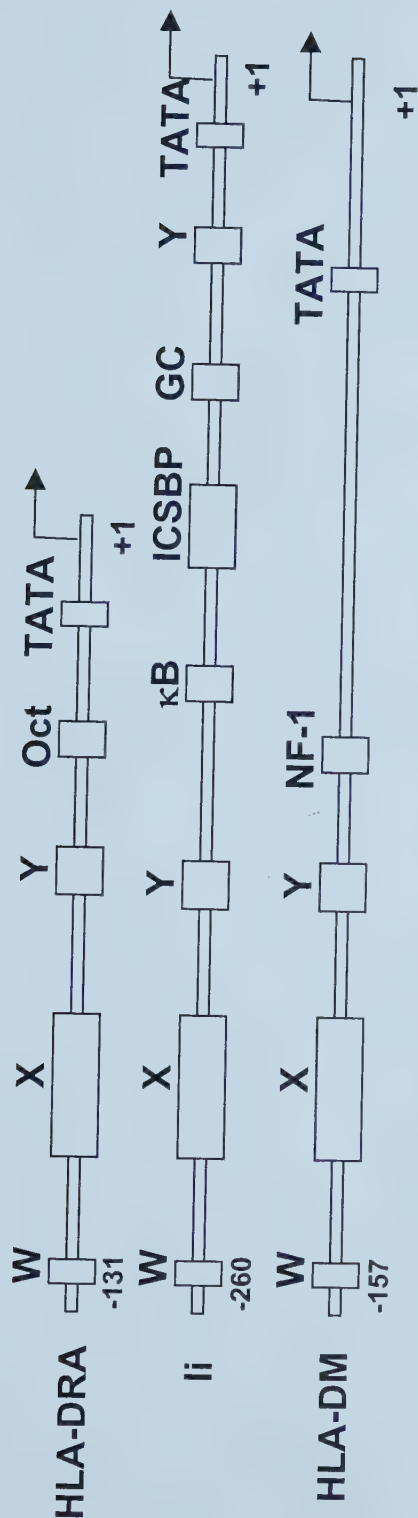 HLA-DRA W X Y Oct TATA
-131 +1
Ii W X Y κB ICSBP GC Y TATA
-260 +1
HLA-DM W X Y NF-1 TATA
-157 +1